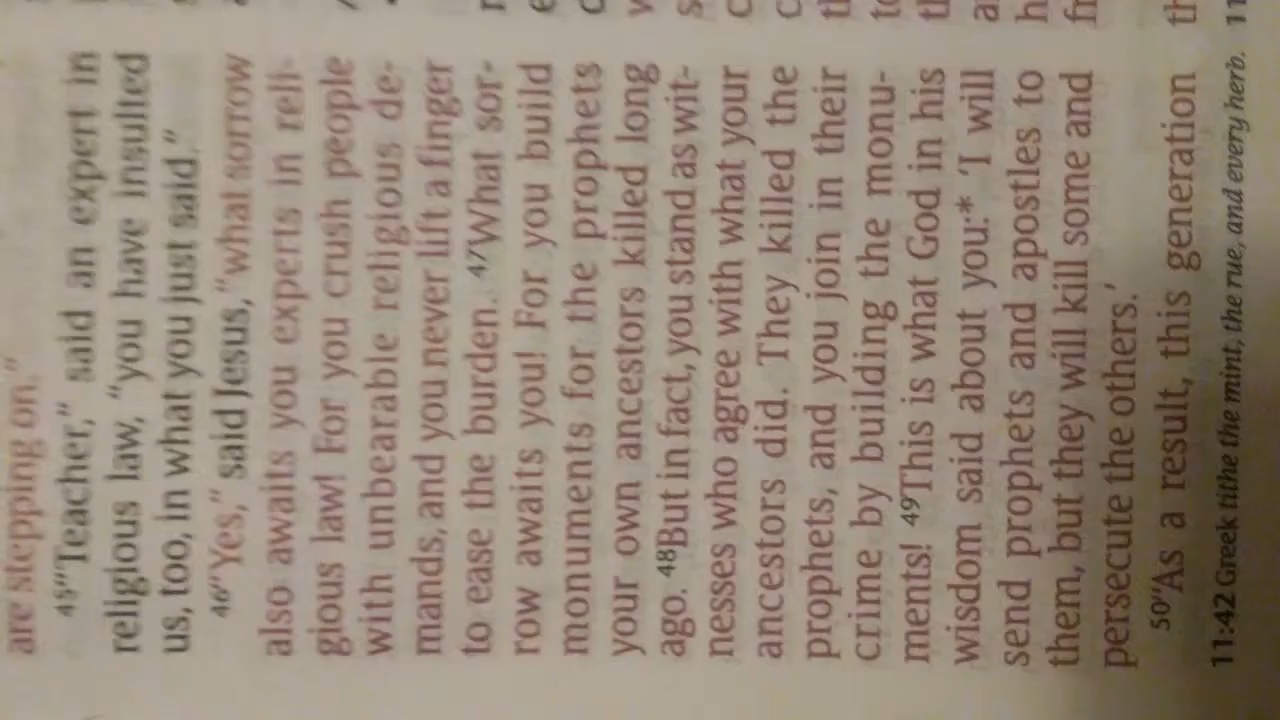 are stepping on."
45"Teacher," said an expert in
religious law, "you have insulted
us, too, in what you just said."
46"Yes," said Jesus, "what sorrow
also awaits you experts in reli-
gious law! For you crush people
with unbearable religious de-
mands, and you never lift a finger
to ease the burden. 47What sor-
row awaits you! For you build
monuments for the prophets
your own ancestors killed long
ago. 48But in fact, you stand as wit-
nesses who agree with what your
ancestors did. They killed the
prophets, and you join in their
crime by building the monu-
ments! 49This is what God in his
wisdom said about you:* 'I will
send prophets and apostles to
them, but they will kill some and
persecute the others.'
50"As a result, this generation
11:42 Greek tithe the mint, the rue, and every herb. 11